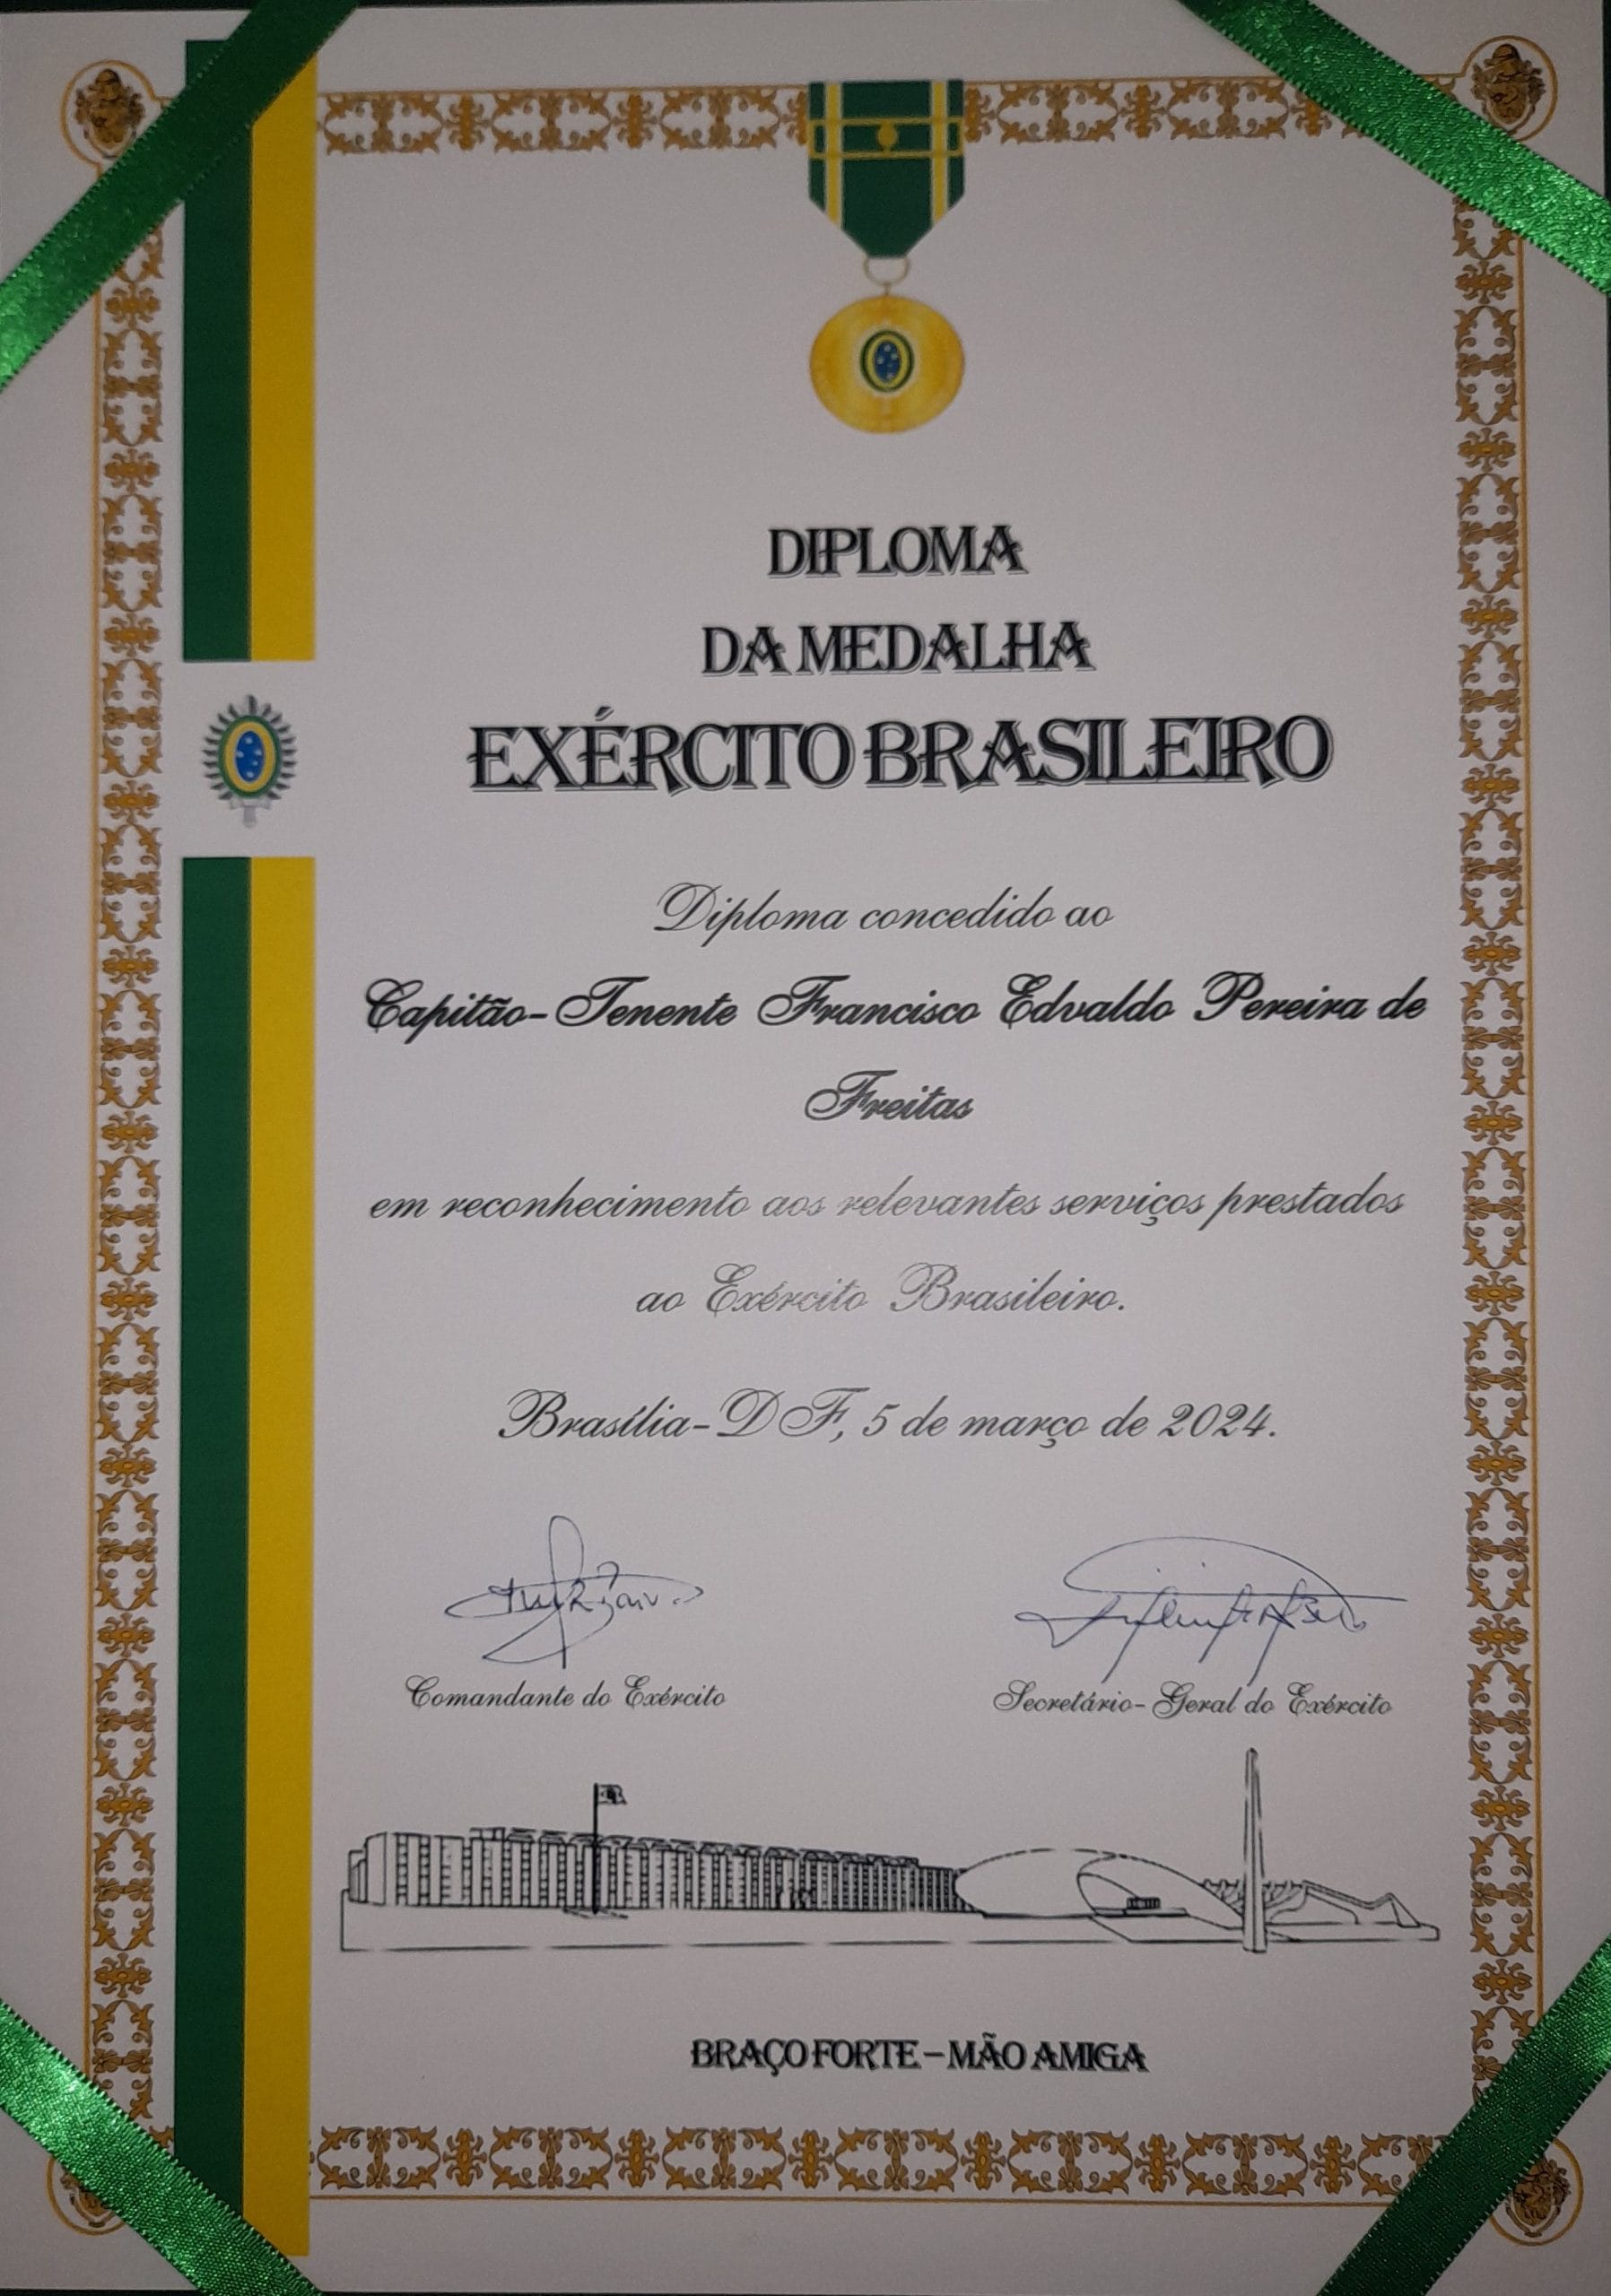 DIPLOMA
DA MEDALHA
EXÉRCITO BRASILEIRO
Diploma concedido ao
Capitão-Tenente Francisco Edvaldo Pereira de
Freitas
em reconhecimento aos relevantes serviços prestados
ao Exército Brasileiro.
Brasília-DF, 5 de março de 2024.
Comandante do Exército
Secretário-Geral do Exército
BRAÇO FORTE - MÃO AMIGA